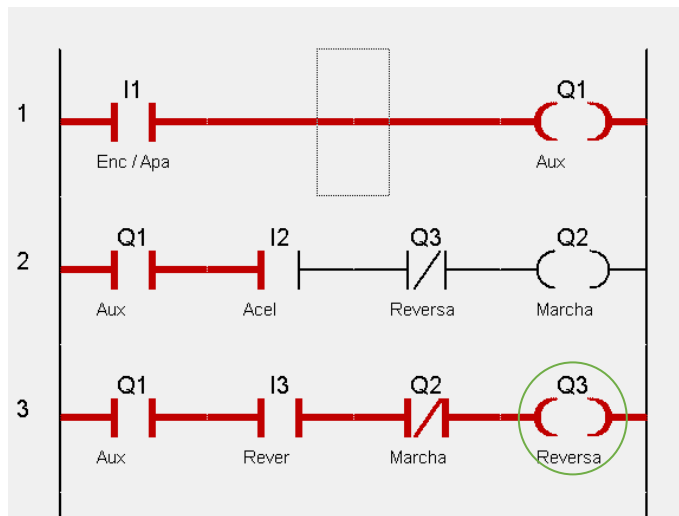 I1 Q1
1
Enc / Apa Aux
Q1 I2 Q3 Q2
2
Aux Acel Reversa Marcha
Q1 I3 Q2 Q3
3
Aux Rever Marcha Reversa